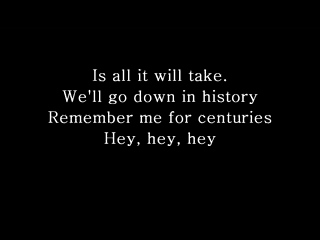 Is all it will take.
We'll go down in history
Remember me for centuries
Hey, hey, hey